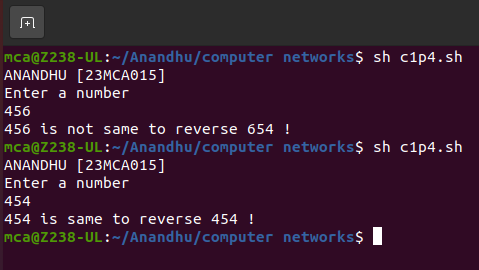 mca@Z238-UL:~/Anandhu/computer networks$ sh c1p4.sh
ANANDHU [23MCA015]
Enter a number
456
456 is not same to reverse 654 !
mca@Z238-UL:~/Anandhu/computer networks$ sh c1p4.sh
ANANDHU [23MCA015]
Enter a number
454
454 is same to reverse 454 !
mca@Z238-UL:~/Anandhu/computer networks$